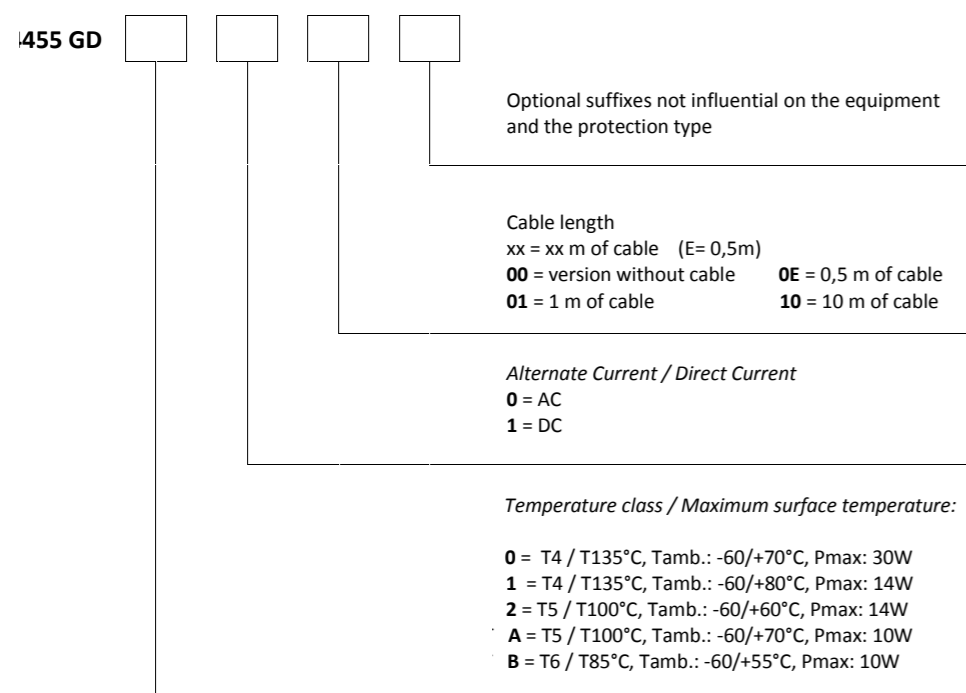 455 GD
Optional suffixes not influential on the equipment
and the protection type
Cable length
xx = xx m of cable (E= 0,5m)
00 = version without cable 0E = 0,5 m of cable
01 = 1 m of cable 10 = 10 m of cable
Alternate Current / Direct Current
0 = AC
1 = DC
Temperature class / Maximum surface temperature:
0 = T4 / T135°C, Tamb.: -60/+70°C, Pmax: 30W
1 = T4 / T135°C, Tamb.: -60/+80°C, Pmax: 14W
2 = T5 / T100°C, Tamb.: -60/+60°C, Pmax: 14W
A = T5 / T100°C, Tamb.: -60/+70°C, Pmax: 10W
B = T6 / T85°C, Tamb.: -60/+55°C, Pmax: 10W